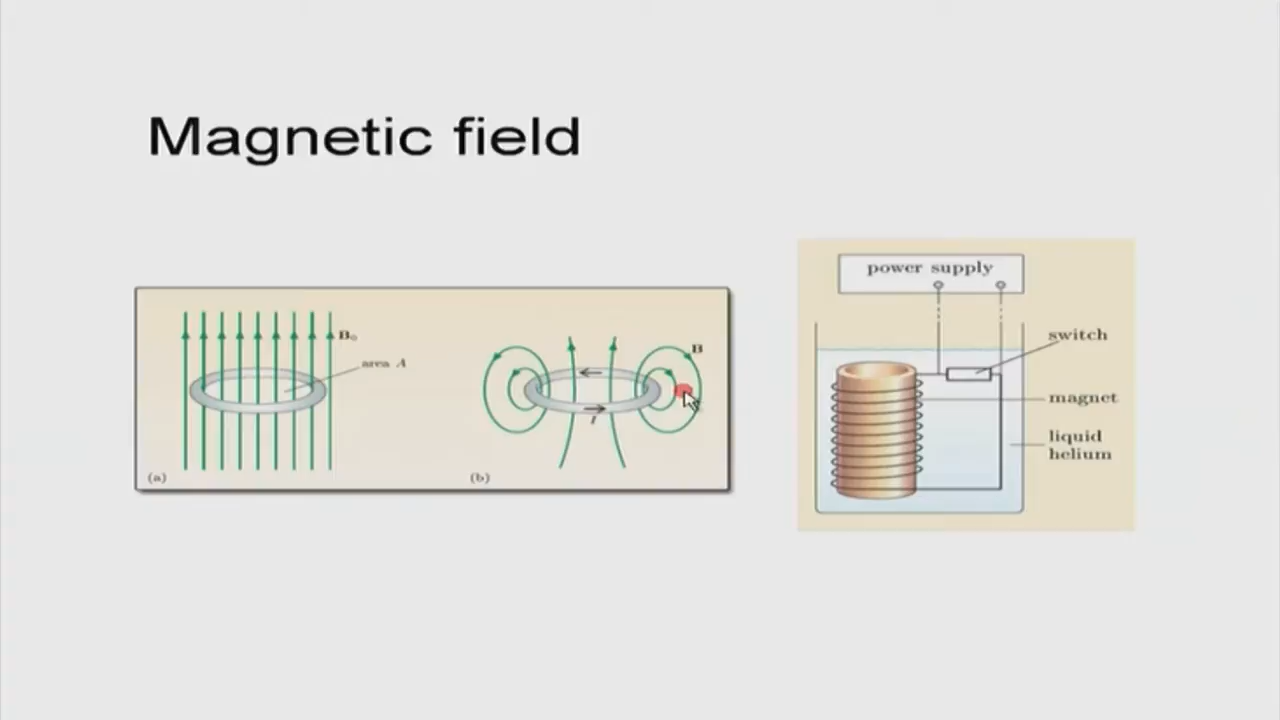 Magnetic field
B₀
area A
(a)
B
I
(b)
power supply
switch
magnet
liquid
helium